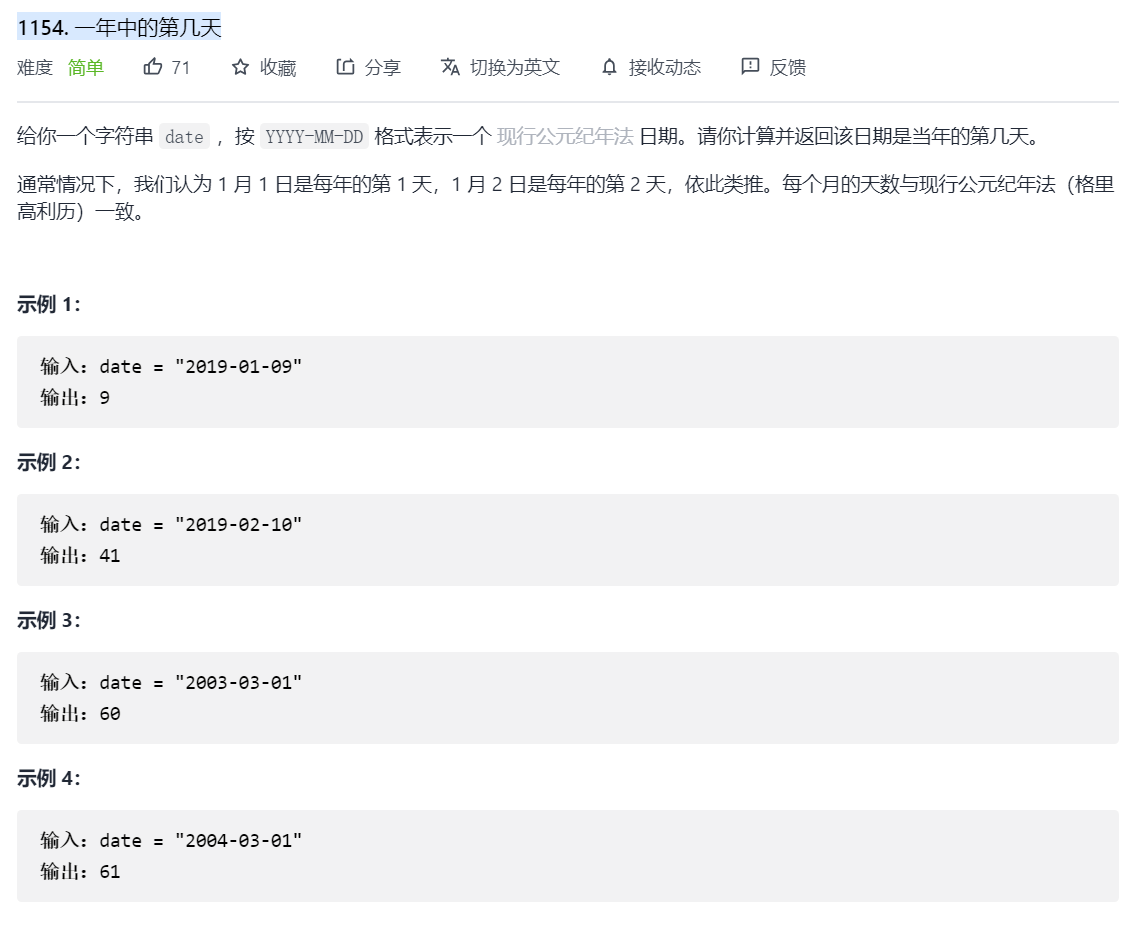 1154. 一年中的第几天
难度 简单 71 收藏 分享 切换为英文 接收动态 反馈
给你一个字符串 date ，按 YYYY-MM-DD 格式表示一个 现行公元纪年法 日期。请你计算并返回该日期是当年的第几天。
通常情况下，我们认为 1 月 1 日是每年的第 1 天，1 月 2 日是每年的第 2 天，依此类推。每个月的天数与现行公元纪年法（格里
高利历）一致。
示例 1：
输入：date = "2019-01-09"
输出：9
示例 2：
输入：date = "2019-02-10"
输出：41
示例 3：
输入：date = "2003-03-01"
输出：60
示例 4：
输入：date = "2004-03-01"
输出：61